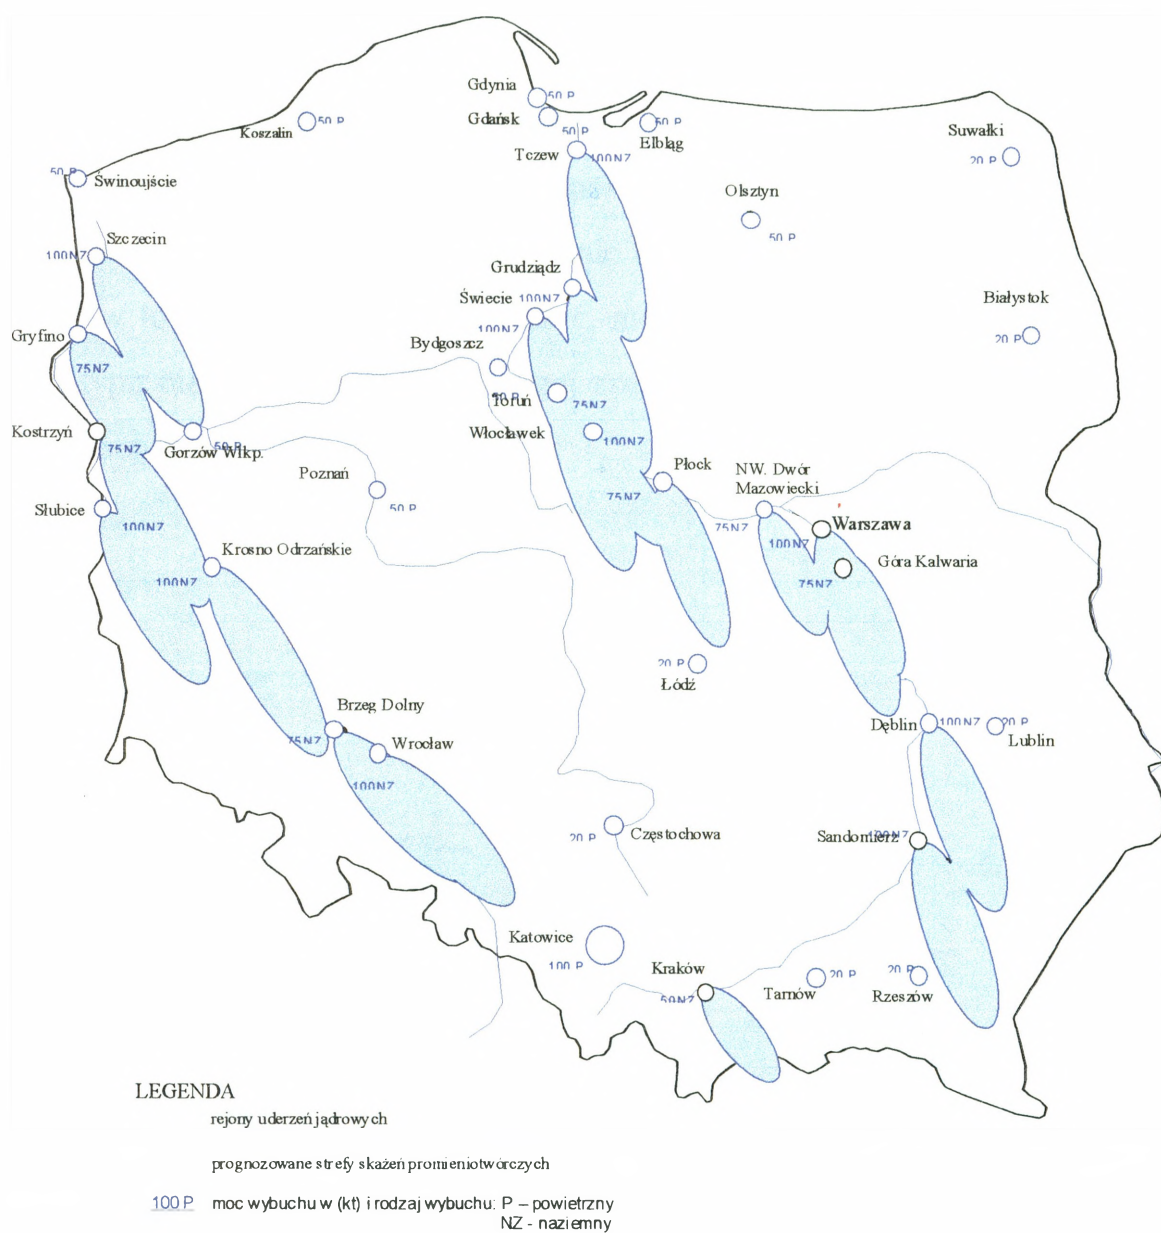 Gdynia
50 P
Gdańsk
50 P
Koszalin
50 P
Elbląg
50 P
Suwałki
20 P
Tczew
100NZ
50 P
Świnoujście
Olsztyn
50 P
Szczecin
100NZ
Grudziądz
Świecie
100NZ
Białystok
20 P
100NZ
Gryfino
75NZ
Bydgoszcz
Toruń
75NZ
Kostrzyń
75NZ
Gorzów Wlkp.
50 P
Włocławek
100NZ
Poznań
50 P
Płock
75NZ
NW. Dwór
Mazowiecki
75NZ
Słubice
100NZ
Warszawa
100NZ
Krosno Odrzańskie
100NZ
Góra Kalwaria
75NZ
20 P
Łódź
Brzeg Dolny
75NZ
Wrocław
100NZ
Dęblin
100NZ
20 P
Lublin
20 P
Częstochowa
Sandomierz
100NZ
Katowice
100 P
Kraków
50NZ
Tarnów
20 P
20 P
Rzeszów
LEGENDA
rejony uderzeń jądrowych
prognozowane strefy skażeń promieniotwórczych
100 P moc wybuchu w (kt) i rodzaj wybuchu: P – powietrzny
NZ - naziemny